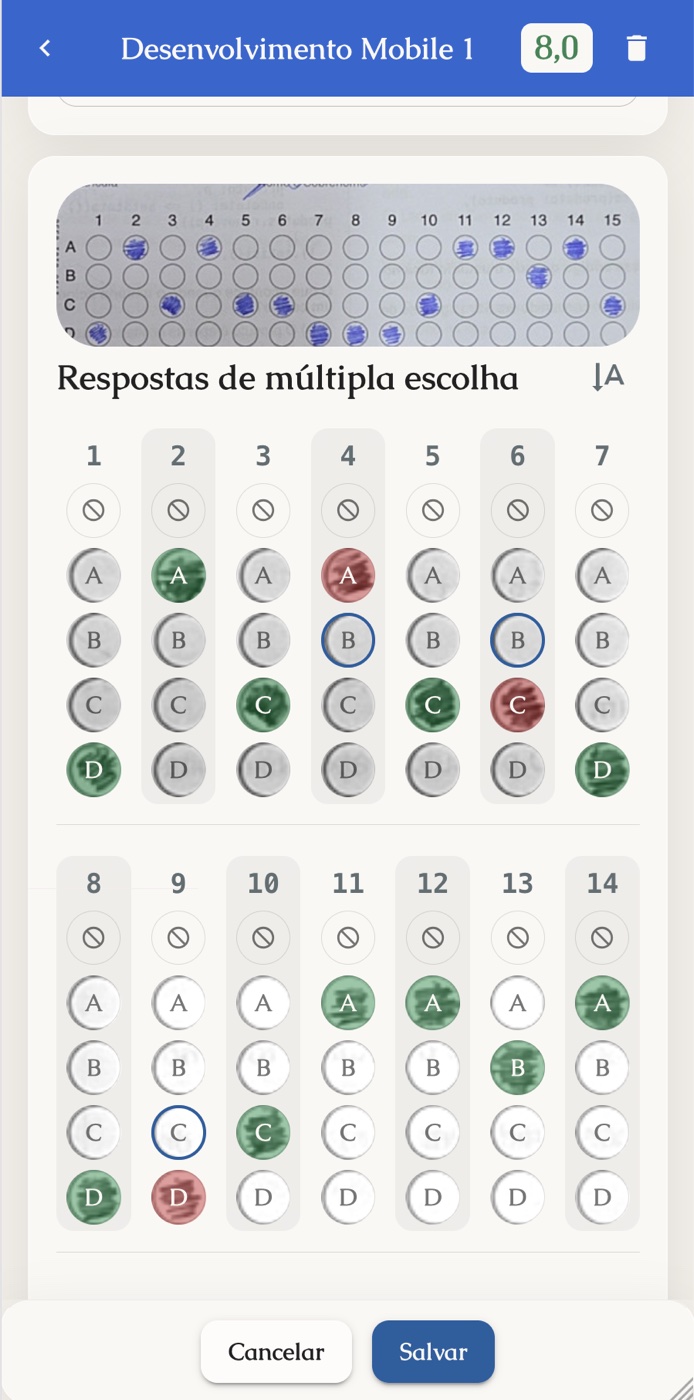 Desenvolvimento Mobile 1 8,0
1 2 3 4 5 6 7 8 9 10 11 12 13 14 15
A
B
C
D
Respostas de múltipla escolha A
1 2 3 4 5 6 7
A A A A A A A
B B B B B B B
C C C C C C C
D D D D D D D
8 9 10 11 12 13 14
A A A A A A A
B B B B B B B
C C C C C C C
D D D D D D D
Cancelar Salvar